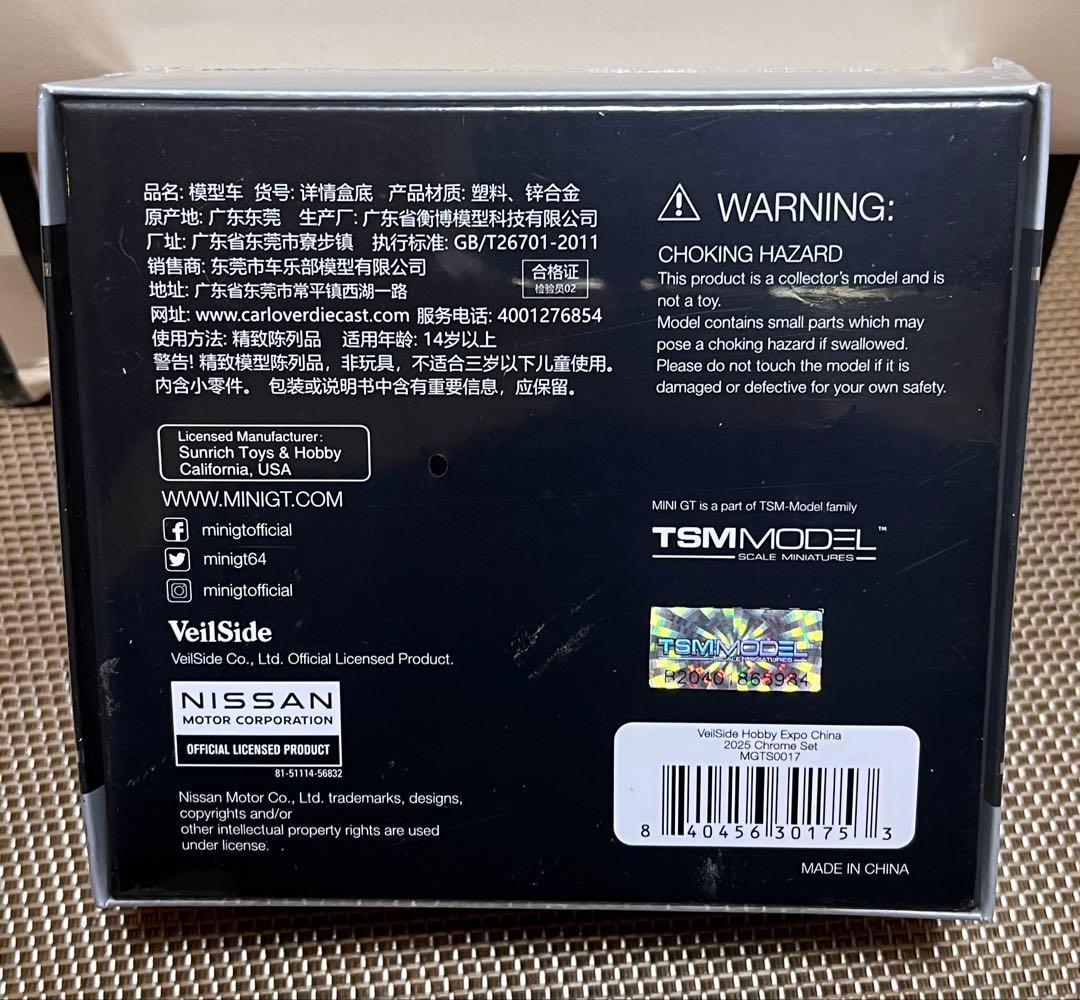 品名: 模型车 货号: 详情盒底 产品材质: 塑料、锌合金
原产地: 广东东莞 生产厂: 广东省衡博模型科技有限公司
厂址: 广东省东莞市寮步镇 执行标准: GB/T26701-2011
销售商: 东莞市车乐部模型有限公司
合格证
检验员02
地址: 广东省东莞市常平镇西湖一路
网址: www.carloverdiecast.com 服务电话: 4001276854
使用方法: 精致陈列品 适用年龄: 14岁以上
警告! 精致模型陈列品，非玩具，不适合三岁以下儿童使用。
内含小零件。 包装或说明书中含有重要信息，应保留。
WARNING:
CHOKING HAZARD
This product is a collector's model and is
not a toy.
Model contains small parts which may
pose a choking hazard if swallowed.
Please do not touch the model if it is
damaged or defective for your own safety.
Licensed Manufacturer:
Sunrich Toys & Hobby
California, USA
WWW.MINIGT.COM
minigtofficial
minigt64
minigtofficial
VeilSide
VeilSide Co., Ltd. Official Licensed Product.
NISSAN
MOTOR CORPORATION
OFFICIAL LICENSED PRODUCT
81-51114-56832
Nissan Motor Co., Ltd. trademarks, designs,
copyrights and/or
other intellectual property rights are used
under license.
MINI GT is a part of TSM-Model family
TSMMODEL™
SCALE MINIATURES
TSMMODEL
SCALE MINIATURES
B20401865984
VeilSide Hobby Expo China
2025 Chrome Set
MGTS0017
8 40456 30175 3
MADE IN CHINA